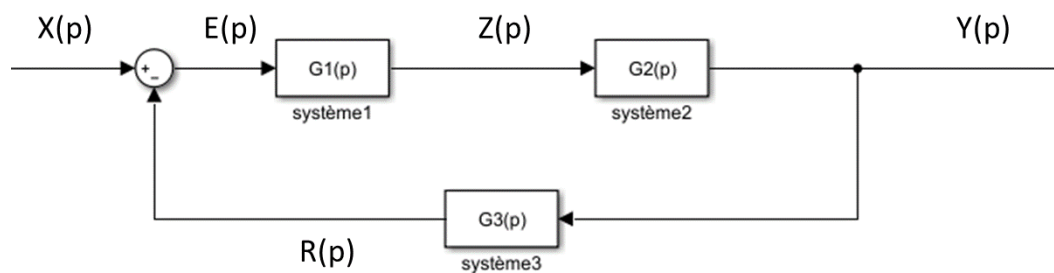 X(p)
E(p)
Z(p)
Y(p)
+
-
G1(p)
système1
G2(p)
système2
G3(p)
système3
R(p)